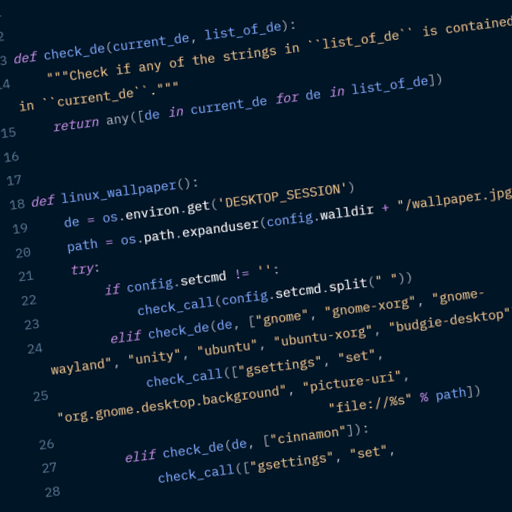 2
3 def check_de(current_de, list_of_de):
14 """Check if any of the strings in ``list_of_de`` is contained
in ``current_de``."""
15 return any([de in current_de for de in list_of_de])
16
17
18 def linux_wallpaper():
19 de = os.environ.get('DESKTOP_SESSION')
20 path = os.path.expanduser(config.walldir + "/wallpaper.jpg
21 try:
22 if config.setcmd != '':
23 check_call(config.setcmd.split(" "))
24 elif check_de(de, ["gnome", "gnome-xorg", "gnome-
wayland", "unity", "ubuntu", "ubuntu-xorg", "budgie-desktop"
25 check_call(["gsettings", "set",
"org.gnome.desktop.background", "picture-uri",
26 "file://%s" % path])
27 elif check_de(de, ["cinnamon"]):
28 check_call(["gsettings", "set",